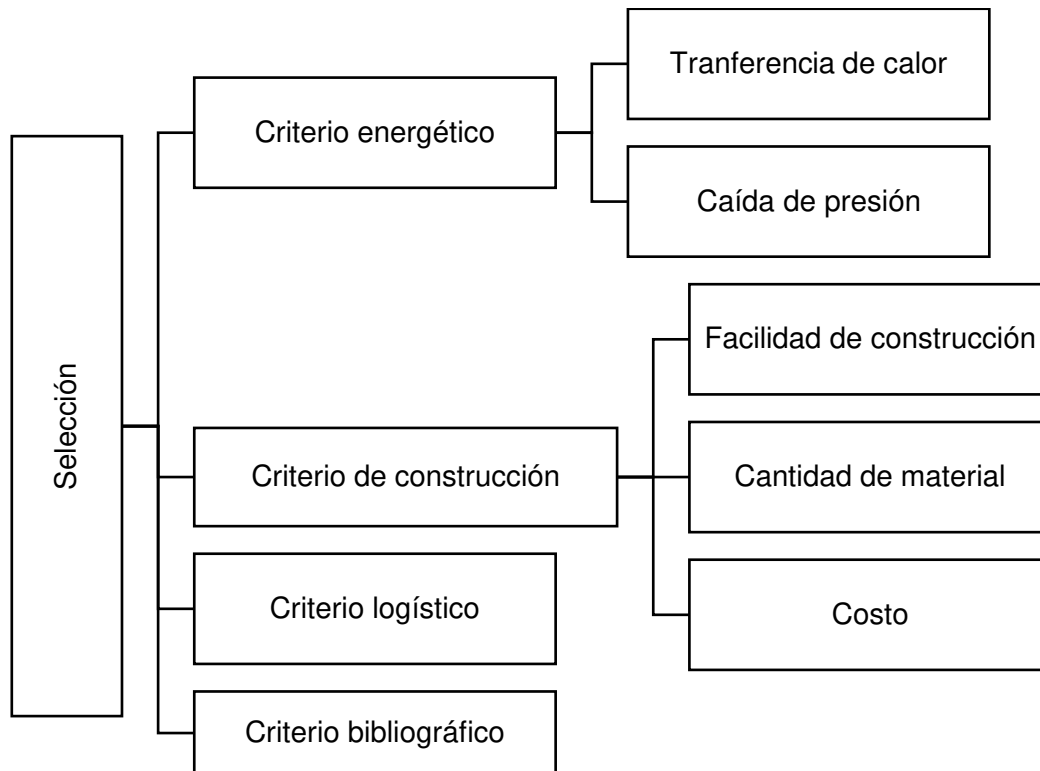 Selección
Criterio energético
Tranferencia de calor
Caída de presión
Criterio de construcción
Facilidad de construcción
Cantidad de material
Costo
Criterio logístico
Criterio bibliográfico